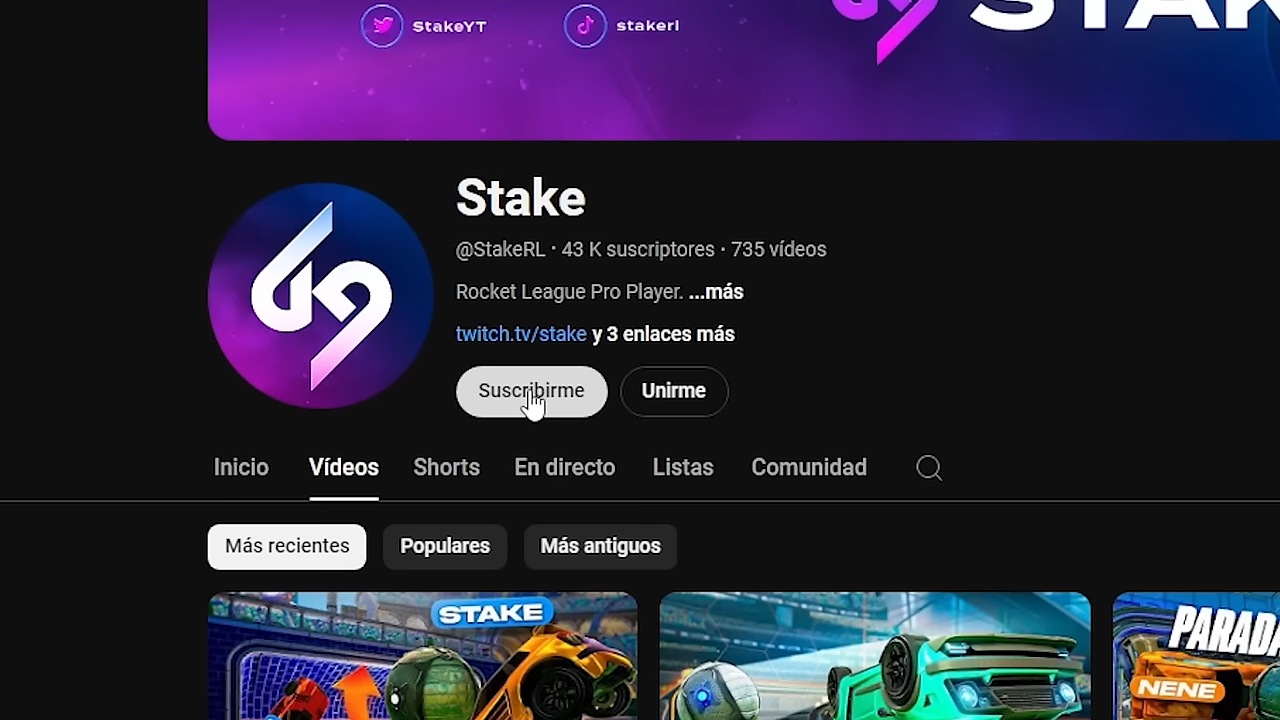 StakeYT stakerl
Stake
@StakeRL · 43 K suscriptores · 735 vídeos
Rocket League Pro Player. ...más
twitch.tv/stake y 3 enlaces más
Suscribirme Unirme
Inicio Vídeos Shorts En directo Listas Comunidad
Más recientes Populares Más antiguos
STAKE
NENE